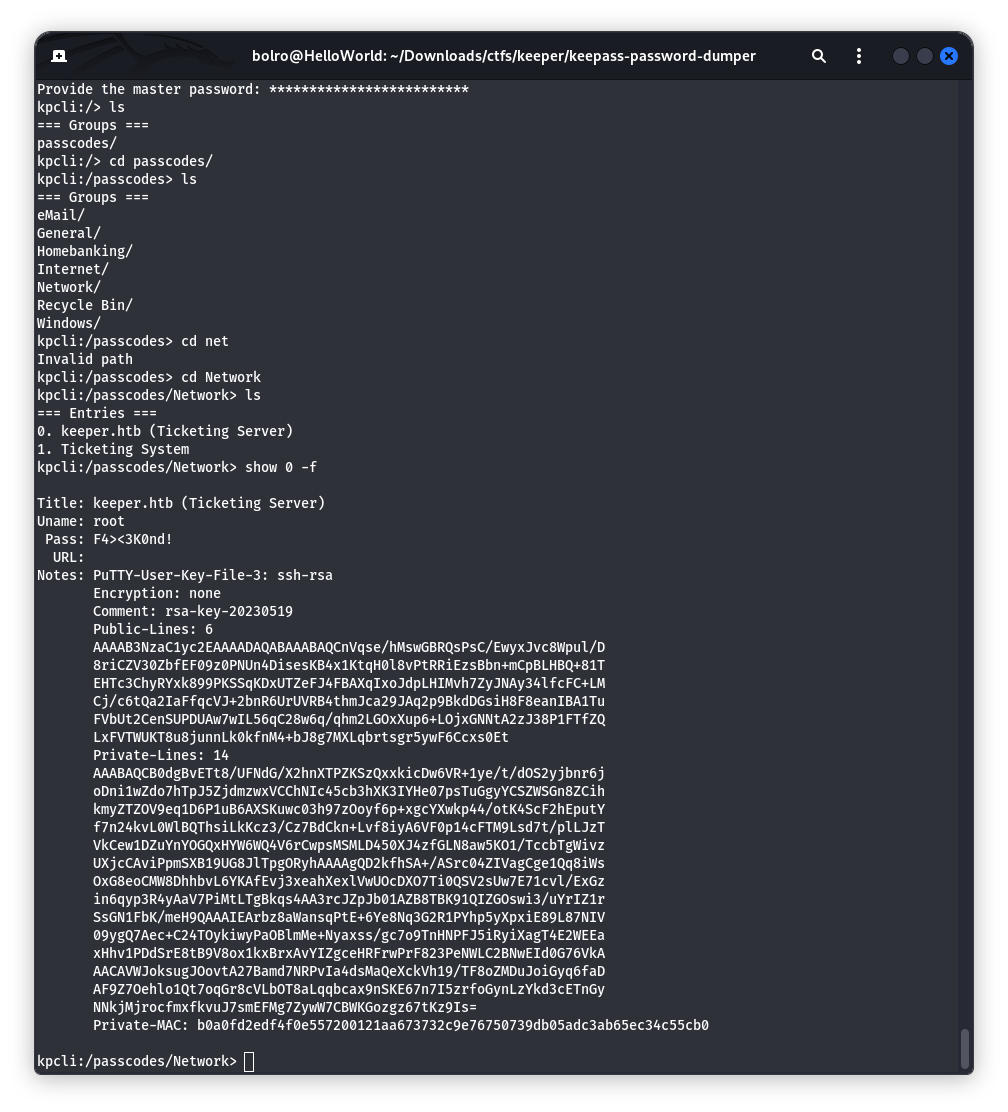 bolro@HelloWorld: ~/Downloads/ctfs/keeper/keepass-password-dumper
Provide the master password: *************************
kpcli:/> ls
=== Groups ===
passcodes/
kpcli:/> cd passcodes/
kpcli:/passcodes> ls
=== Groups ===
eMail/
General/
Homebanking/
Internet/
Network/
Recycle Bin/
Windows/
kpcli:/passcodes> cd net
Invalid path
kpcli:/passcodes> cd Network
kpcli:/passcodes/Network> ls
=== Entries ===
0. keeper.htb (Ticketing Server)
1. Ticketing System
kpcli:/passcodes/Network> show 0 -f
Title: keeper.htb (Ticketing Server)
Uname: root
Pass: F4><3K0nd!
URL:
Notes: PuTTY-User-Key-File-3: ssh-rsa
Encryption: none
Comment: rsa-key-20230519
Public-Lines: 6
AAAAB3NzaC1yc2EAAAADAQABAAABAQCnVqse/hMswGBRQsPsC/EwyxJvc8Wpul/D
8riCZV30ZbfEF09z0PNUn4DisesKB4x1KtqH0l8vPtRRiEzsBbn+mCpBLHBQ+81T
EHTc3ChyRYxk899PKSSqKDxUTZeFJ4FBAXqIxoJdpLHIMvh7ZyJNAy34lfcFC+LM
Cj/c6tQa2IaFfqcVJ+2bnR6UrUVRB4thmJca29JAq2p9BkdDGsiH8F8eanIBA1Tu
FVbUt2CenSUPDUAw7wIL56qC28w6q/qhm2LGOxXup6+LOjxGNNtA2zJ38P1FTfZQ
LxFVTWUKT8u8junnLk0kfnM4+bJ8g7MXLqbrtsgr5ywF6Ccxs0Et
Private-Lines: 14
AAABAQCB0dgBvETt8/UFNdG/X2hnXTPZKSzQxxkicDw6VR+1ye/t/dOS2yjbnr6j
oDni1wZdo7hTpJ5ZjdmzwxVCChNIc45cb3hXK3IYHe07psTuGgyYCSZWSGn8ZCih
kmyZTZOV9eq1D6P1uB6AXSKuwc03h97zOoyf6p+xgcYXwkp44/otK4ScF2hEputY
f7n24kvL0WlBQThsiLkKcz3/Cz7BdCkn+Lvf8iyA6VF0p14cFTM9Lsd7t/plLJzT
VkCew1DZuYnYOGQxHYW6WQ4V6rCwpsMSMLD450XJ4zfGLN8aw5KO1/TccbTgWivz
UXjcCAviPpmSXB19UG8JlTpgORyhAAAAgQD2kfhSA+/ASrc04ZIVagCge1Qq8iWs
OxG8eoCMW8DhhbvL6YKAfEvj3xeahXexlVwUOcDXO7Ti0QSV2sUw7E71cvl/ExGz
in6qyp3R4yAaV7PiMtLTgBkqs4AA3rcJZpJb01AZB8TBK91QIZGOswi3/uYrIZ1r
SsGN1FbK/meH9QAAAIEArbz8aWansqPtE+6Ye8Nq3G2R1PYhp5yXpxiE89L87NIV
09ygQ7Aec+C24TOykiwyPaOBlmMe+Nyaxss/gc7o9TnHNPFJ5iRyiXagT4E2WEEa
xHhv1PDdSrE8tB9V8ox1kxBrxAvYIZgceHRFrwPrF823PeNWLC2BNwEId0G76VkA
AACAVWJoksugJOovtA27Bamd7NRPvIa4dsMaQeXckVh19/TF8oZMDuJoiGyq6faD
AF9Z7Oehlo1Qt7oqGr8cVLbOT8aLqqbcax9nSKE67n7I5zrfoGynLzYkd3cETnGy
NNkjMjrocfmxfkvuJ7smEFMg7ZywW7CBWKGozgz67tKz9Is=
Private-MAC: b0a0fd2edf4f0e557200121aa673732c9e76750739db05adc3ab65ec34c55cb0
kpcli:/passcodes/Network>